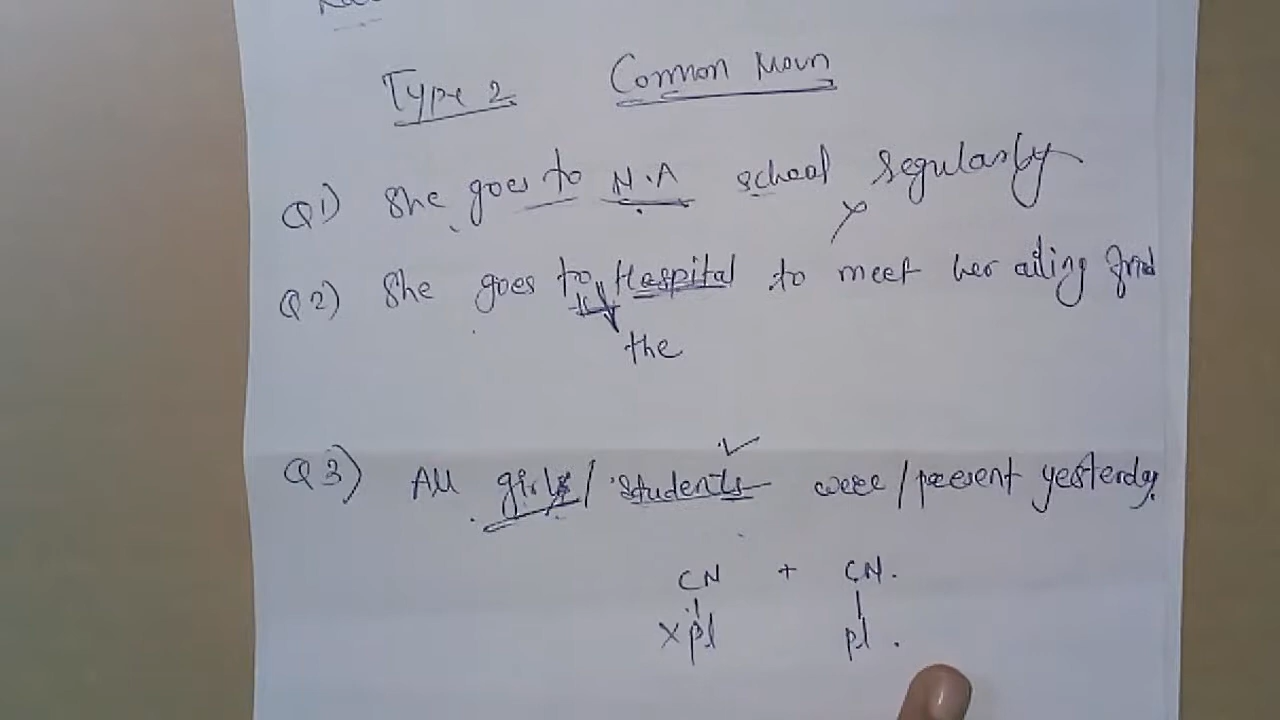 Type 2 Common Noun
Q1) She goes to N.A school regularly
Q2) She goes to Hospital to meet her ailing frnd
the
Q3) All girls/students were/present yesterday.
CN + CN.
x pl pl.